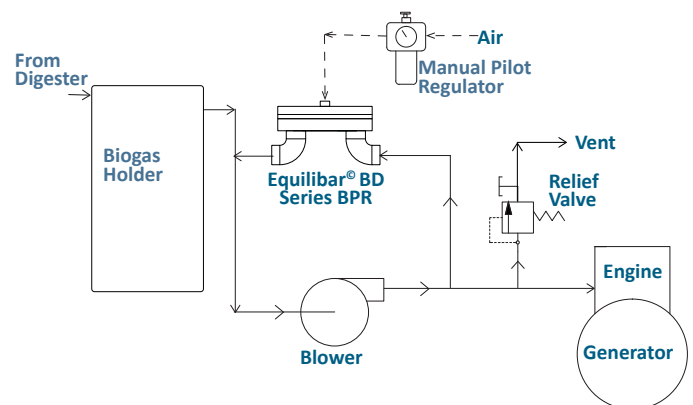 From
Digester
Biogas
Holder
Air
Manual Pilot
Regulator
Equilibar© BD
Series BPR
Vent
Relief
Valve
Blower
Engine
Generator